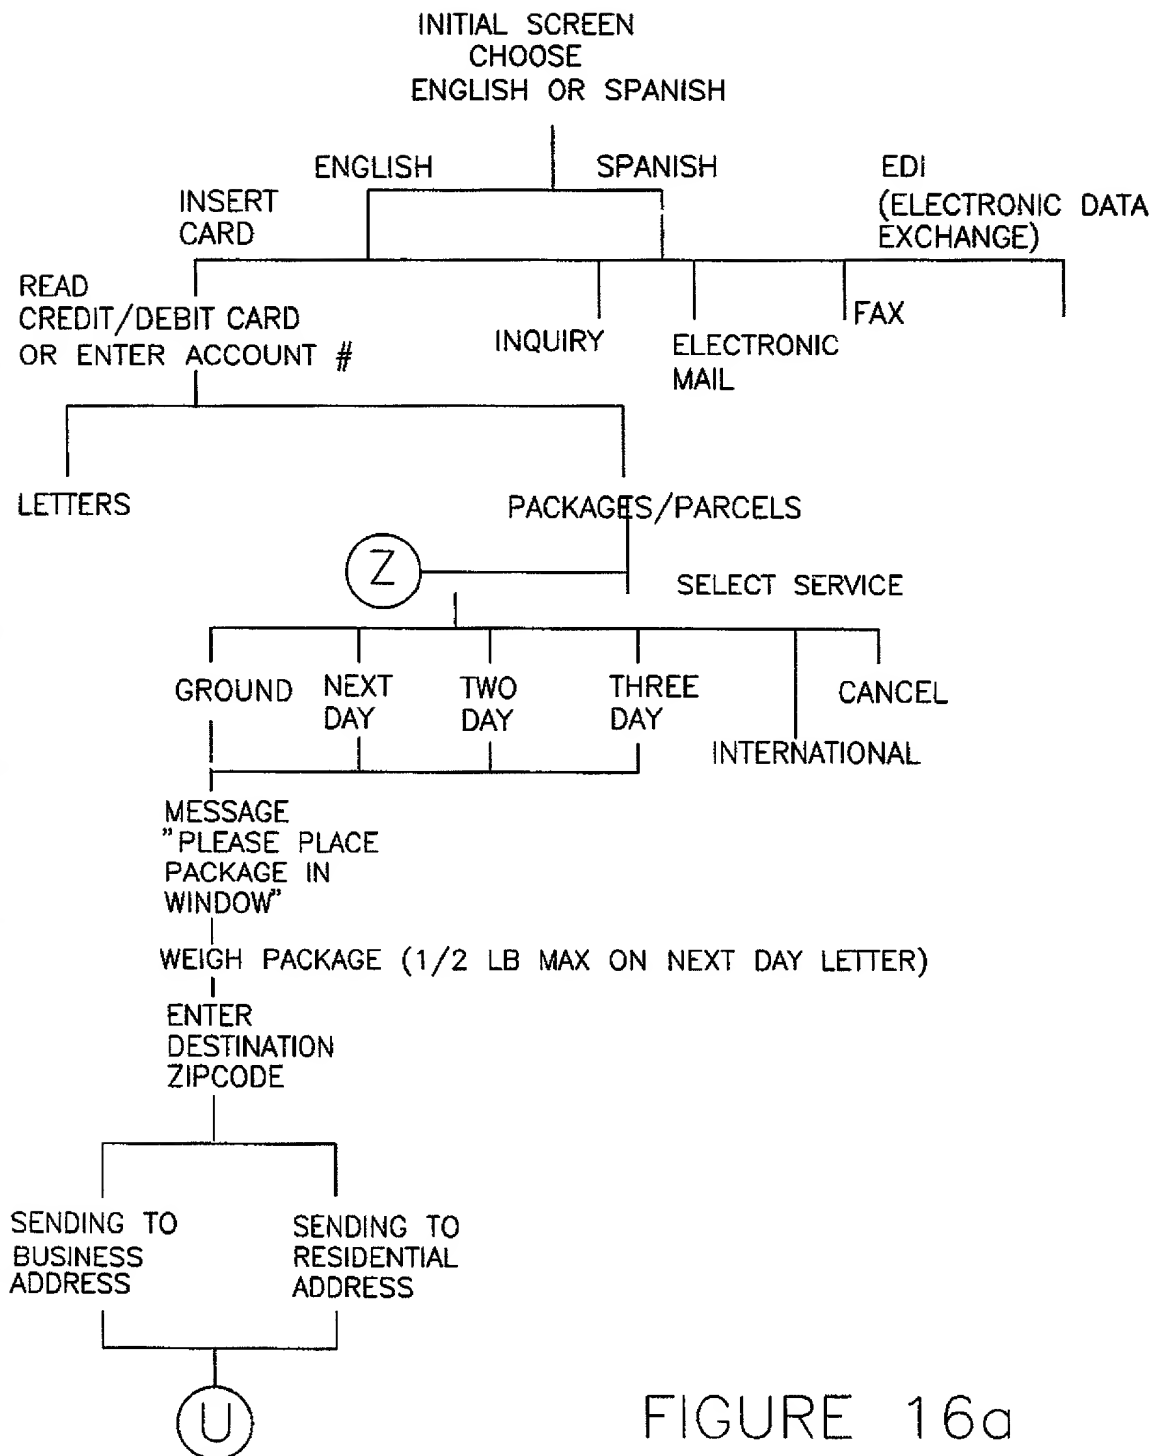 INITIAL SCREEN
CHOOSE
ENGLISH OR SPANISH
ENGLISH
SPANISH
EDI
(ELECTRONIC DATA
EXCHANGE)
INSERT
CARD
READ
CREDIT/DEBIT CARD
OR ENTER ACCOUNT #
INQUIRY
ELECTRONIC
MAIL
FAX
LETTERS
PACKAGES/PARCELS
Z
SELECT SERVICE
GROUND
NEXT
DAY
TWO
DAY
THREE
DAY
INTERNATIONAL
CANCEL
MESSAGE
"PLEASE PLACE
PACKAGE IN
WINDOW"
WEIGH PACKAGE (1/2 LB MAX ON NEXT DAY LETTER)
ENTER
DESTINATION
ZIPCODE
SENDING TO
BUSINESS
ADDRESS
SENDING TO
RESIDENTIAL
ADDRESS
U
FIGURE 16a